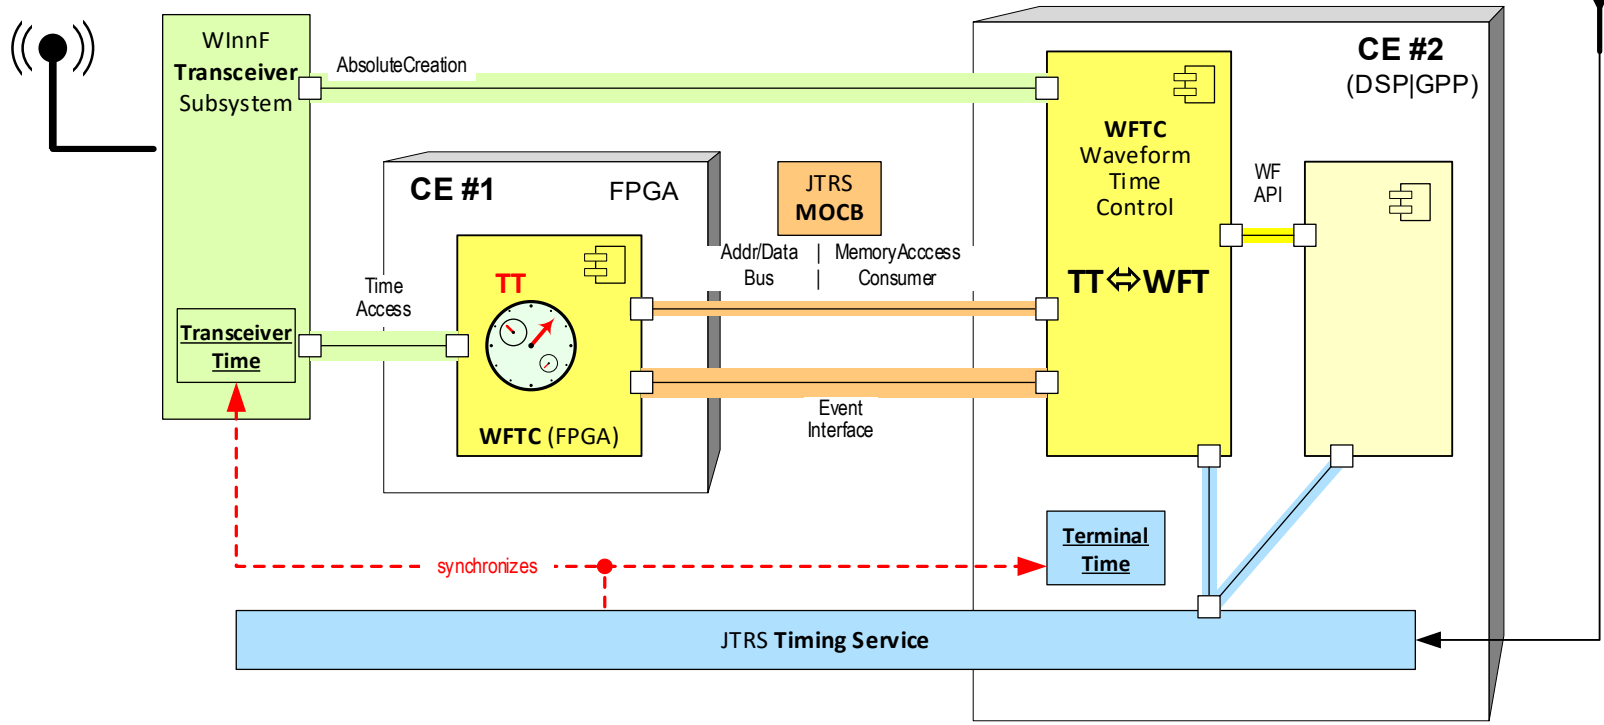 WInnF
Transceiver
Subsystem
AbsoluteCreation
CE #2
(DSP|GPP)
WFTC
Waveform
Time
Control
TT⇔WFT
WF
API
CE #1
FPGA
JTRS
MOCB
Addr/Data | MemoryAcccess
Bus | Consumer
Time
Access
TT
Transceiver
Time
WFTC (FPGA)
Event
Interface
Terminal
Time
synchronizes
JTRS Timing Service